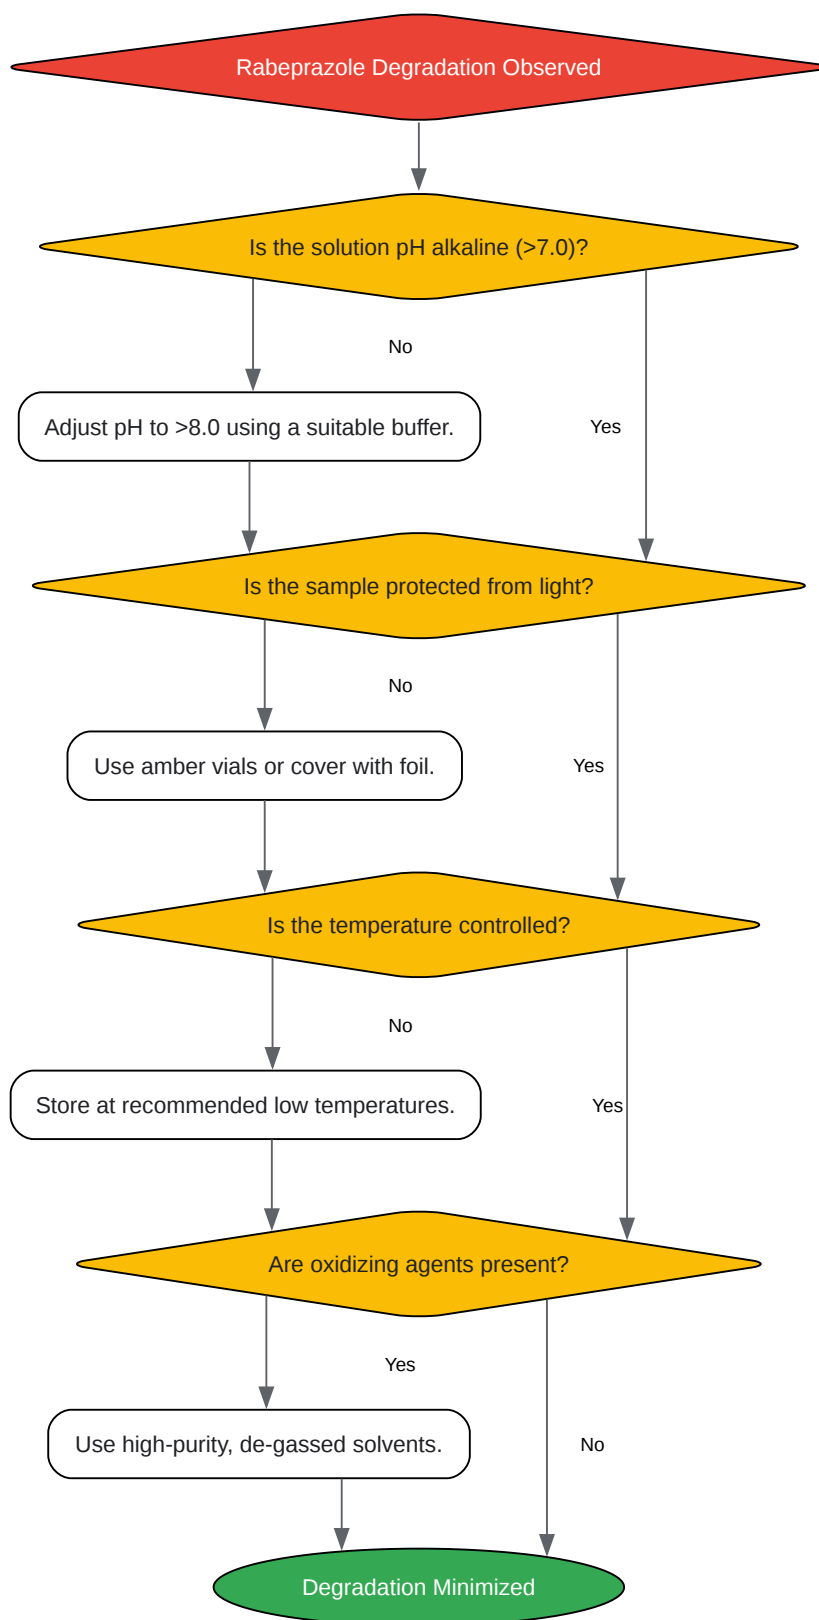 Rabeprazole Degradation Observed
Is the solution pH alkaline (>7.0)?
No
Adjust pH to >8.0 using a suitable buffer.
Yes
Is the sample protected from light?
No
Use amber vials or cover with foil.
Yes
Is the temperature controlled?
No
Store at recommended low temperatures.
Yes
Are oxidizing agents present?
Yes
Use high-purity, de-gassed solvents.
No
Degradation Minimized